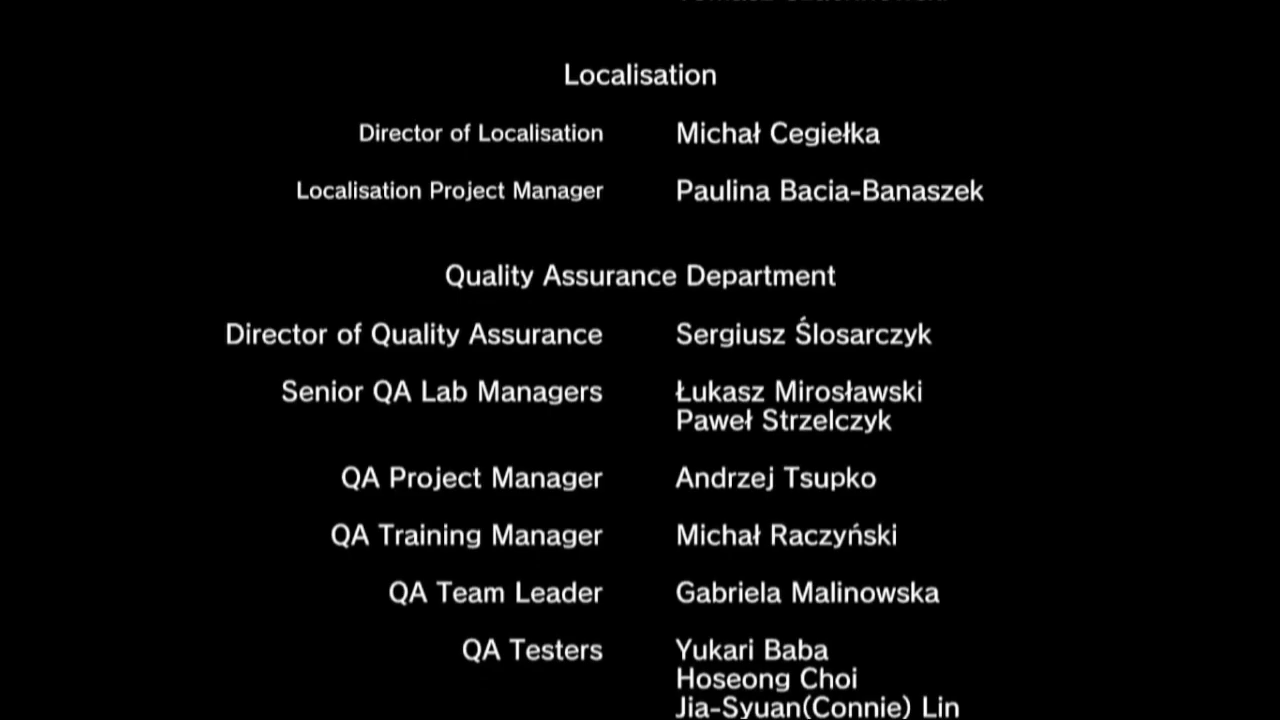 Localisation
Director of Localisation Michał Cegiełka
Localisation Project Manager Paulina Bacia-Banaszek
Quality Assurance Department
Director of Quality Assurance Sergiusz Ślosarczyk
Senior QA Lab Managers Łukasz Mirosławski
Paweł Strzelczyk
QA Project Manager Andrzej Tsupko
QA Training Manager Michał Raczyński
QA Team Leader Gabriela Malinowska
QA Testers Yukari Baba
Hoseong Choi
Jia-Syuan(Connie) Lin